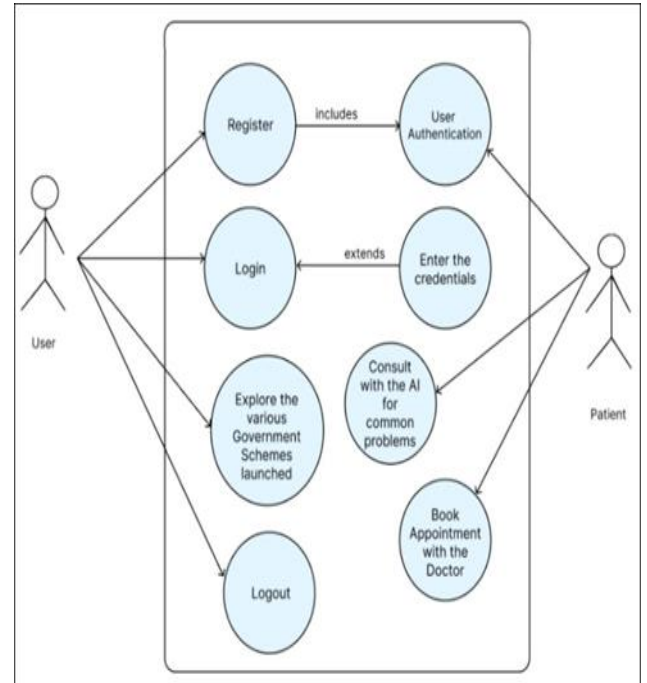 Register
includes
User
Authentication
Login
extends
Enter the
credentials
User
Explore the
various
Government
Schemes
launched
Consult
with the AI
for
common
problems
Patient
Book
Appointment
with the
Doctor
Logout